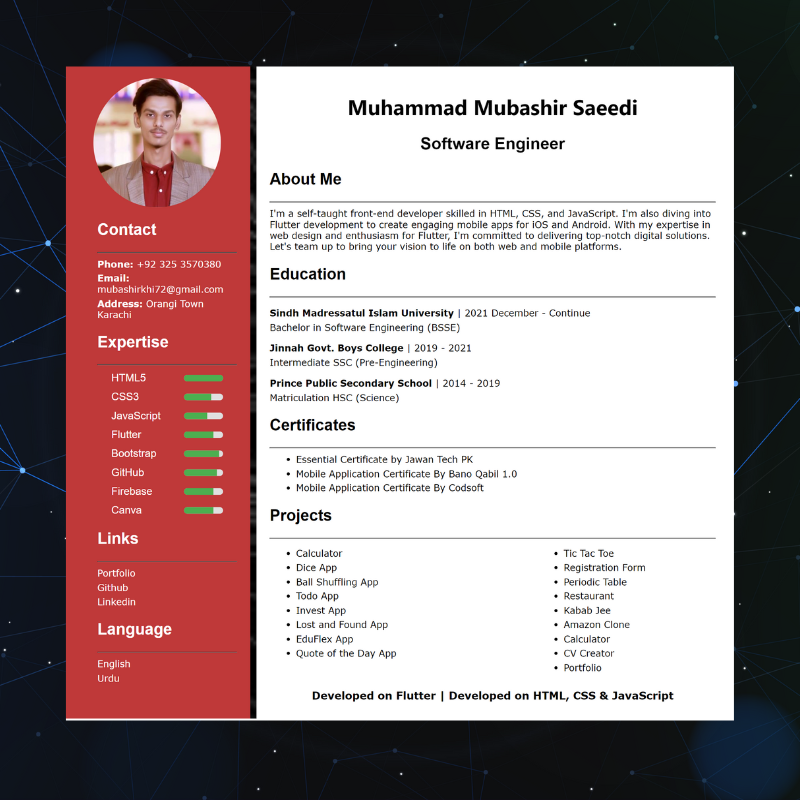 Contact
Phone: +92 325 3570380
Email:
mubashirkhi72@gmail.com
Address: Orangi Town
Karachi
Expertise
HTML5
CSS3
JavaScript
Flutter
Bootstrap
GitHub
Firebase
Canva
Links
Portfolio
Github
Linkedin
Language
English
Urdu
Muhammad Mubashir Saeedi
Software Engineer
About Me
I'm a self-taught front-end developer skilled in HTML, CSS, and JavaScript. I'm also diving into
Flutter development to create engaging mobile apps for iOS and Android. With my expertise in
web design and enthusiasm for Flutter, I'm committed to delivering top-notch digital solutions.
Let's team up to bring your vision to life on both web and mobile platforms.
Education
Sindh Madressatul Islam University | 2021 December - Continue
Bachelor in Software Engineering (BSSE)
Jinnah Govt. Boys College | 2019 - 2021
Intermediate SSC (Pre-Engineering)
Prince Public Secondary School | 2014 - 2019
Matriculation HSC (Science)
Certificates
• Essential Certificate by Jawan Tech PK
• Mobile Application Certificate By Bano Qabil 1.0
• Mobile Application Certificate By Codsoft
Projects
• Calculator
• Dice App
• Ball Shuffling App
• Todo App
• Invest App
• Lost and Found App
• EduFlex App
• Quote of the Day App
• Tic Tac Toe
• Registration Form
• Periodic Table
• Restaurant
• Kabab Jee
• Amazon Clone
• Calculator
• CV Creator
• Portfolio
Developed on Flutter | Developed on HTML, CSS & JavaScript